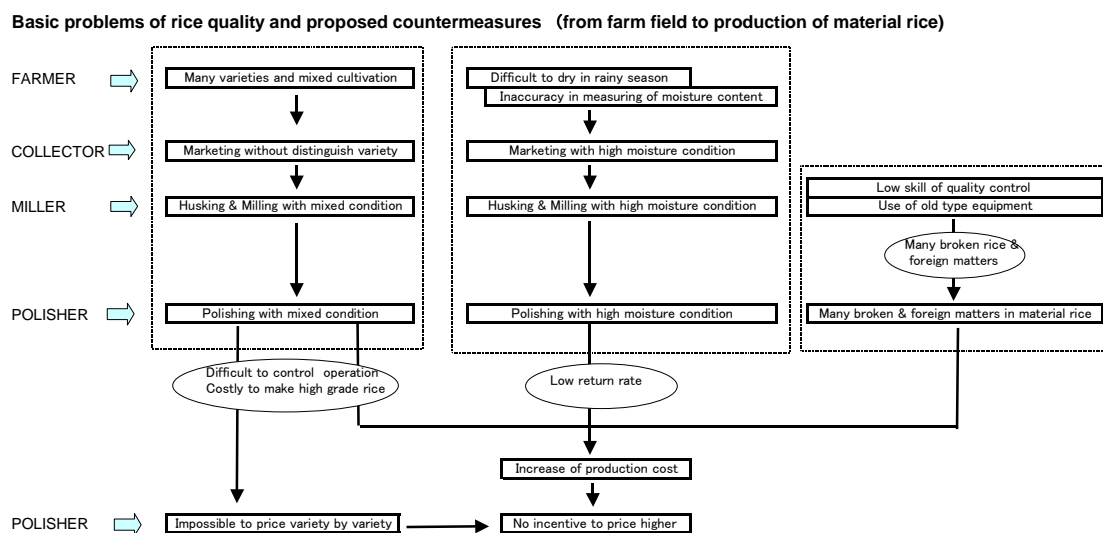 Basic problems of rice quality and proposed countermeasures （from farm field to production of material rice)
FARMER
Many varieties and mixed cultivation
Difficult to dry in rainy season
Inaccuracy in measuring of moisture content
COLLECTOR
Marketing without distinguish variety
Marketing with high moisture condition
Low skill of quality control
MILLER
Husking & Milling with mixed condition
Husking & Milling with high moisture condition
Use of old type equipment
Many broken rice &
foreign matters
POLISHER
Polishing with mixed condition
Polishing with high moisture condition
Many broken & foreign matters in material rice
Difficult to control operation
Costly to make high grade rice
Low return rate
Increase of production cost
POLISHER
Impossible to price variety by variety
No incentive to price higher